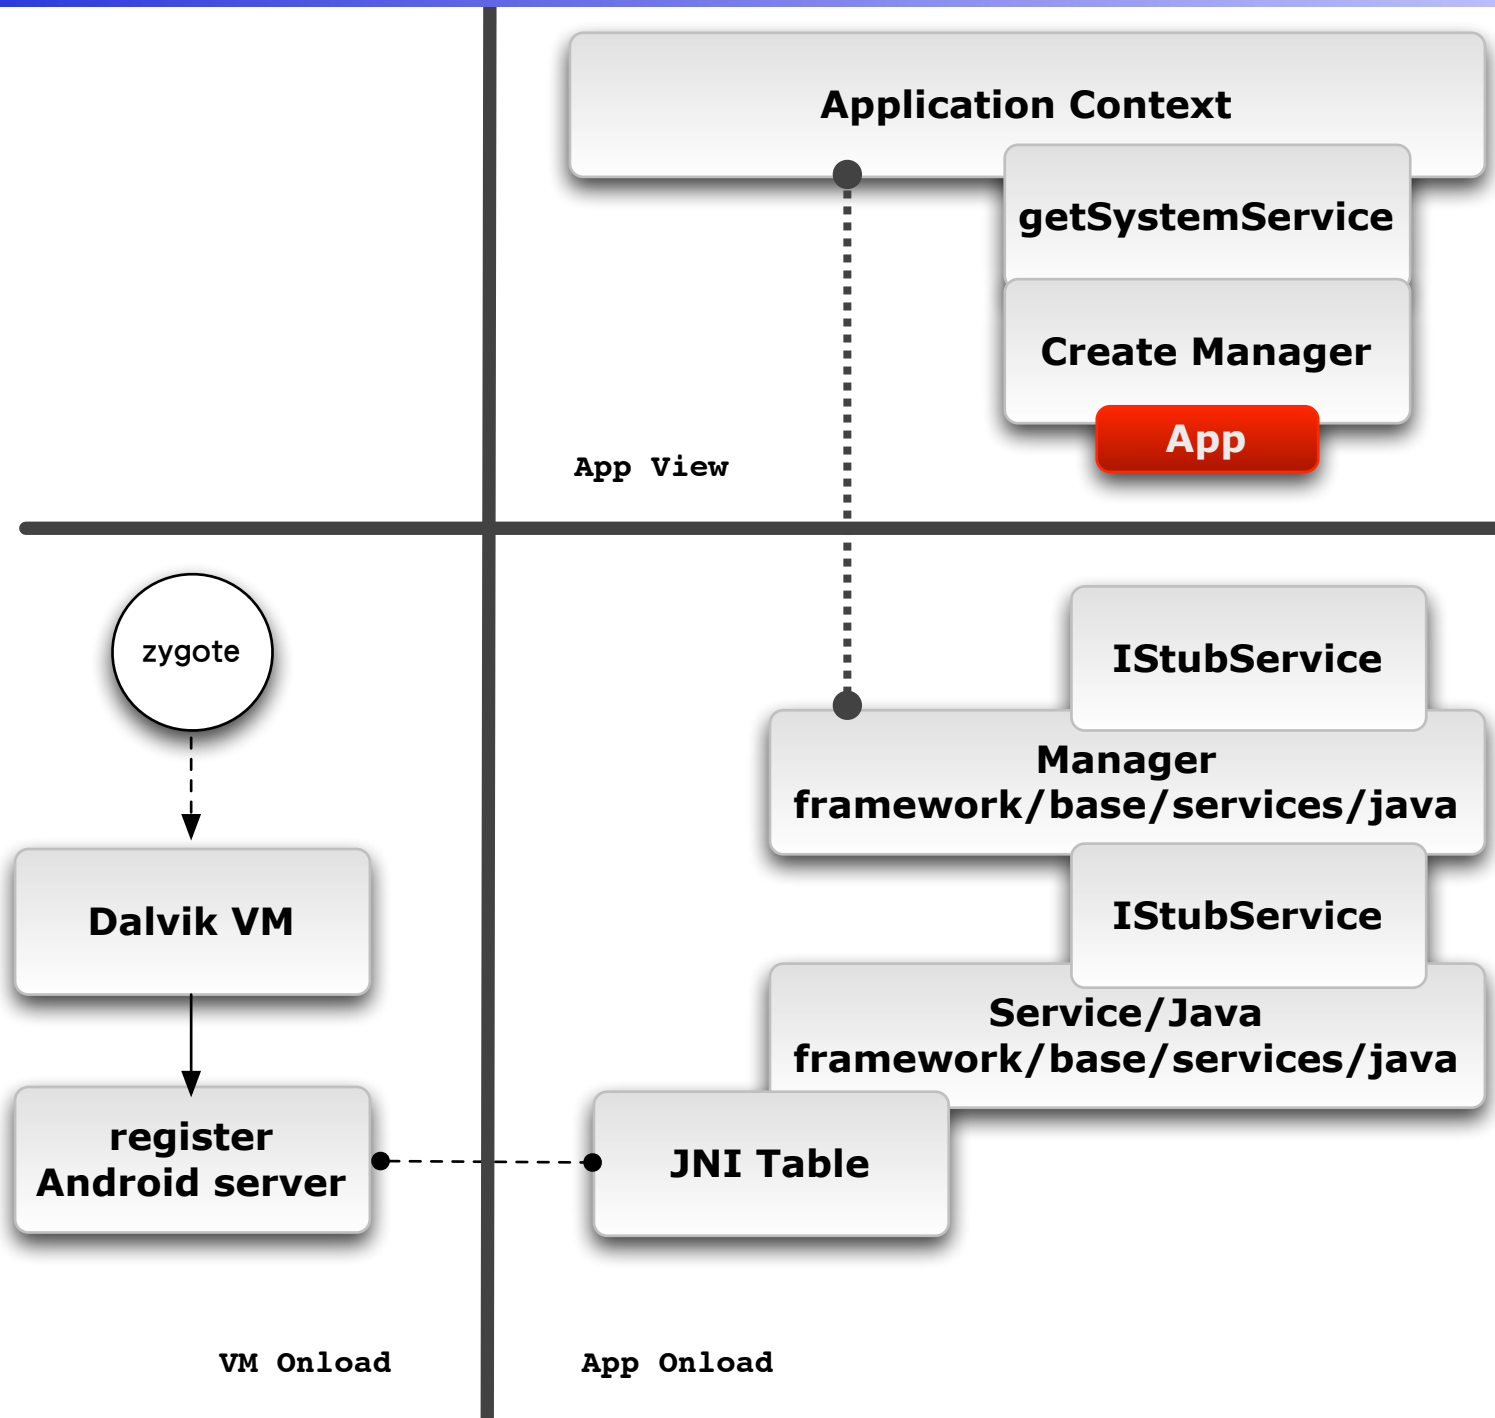 Application Context
getSystemService
Create Manager
App
App View
zygote
Dalvik VM
register
Android server
VM Onload
IStubService
Manager
framework/base/services/java
IStubService
Service/Java
framework/base/services/java
JNI Table
App Onload